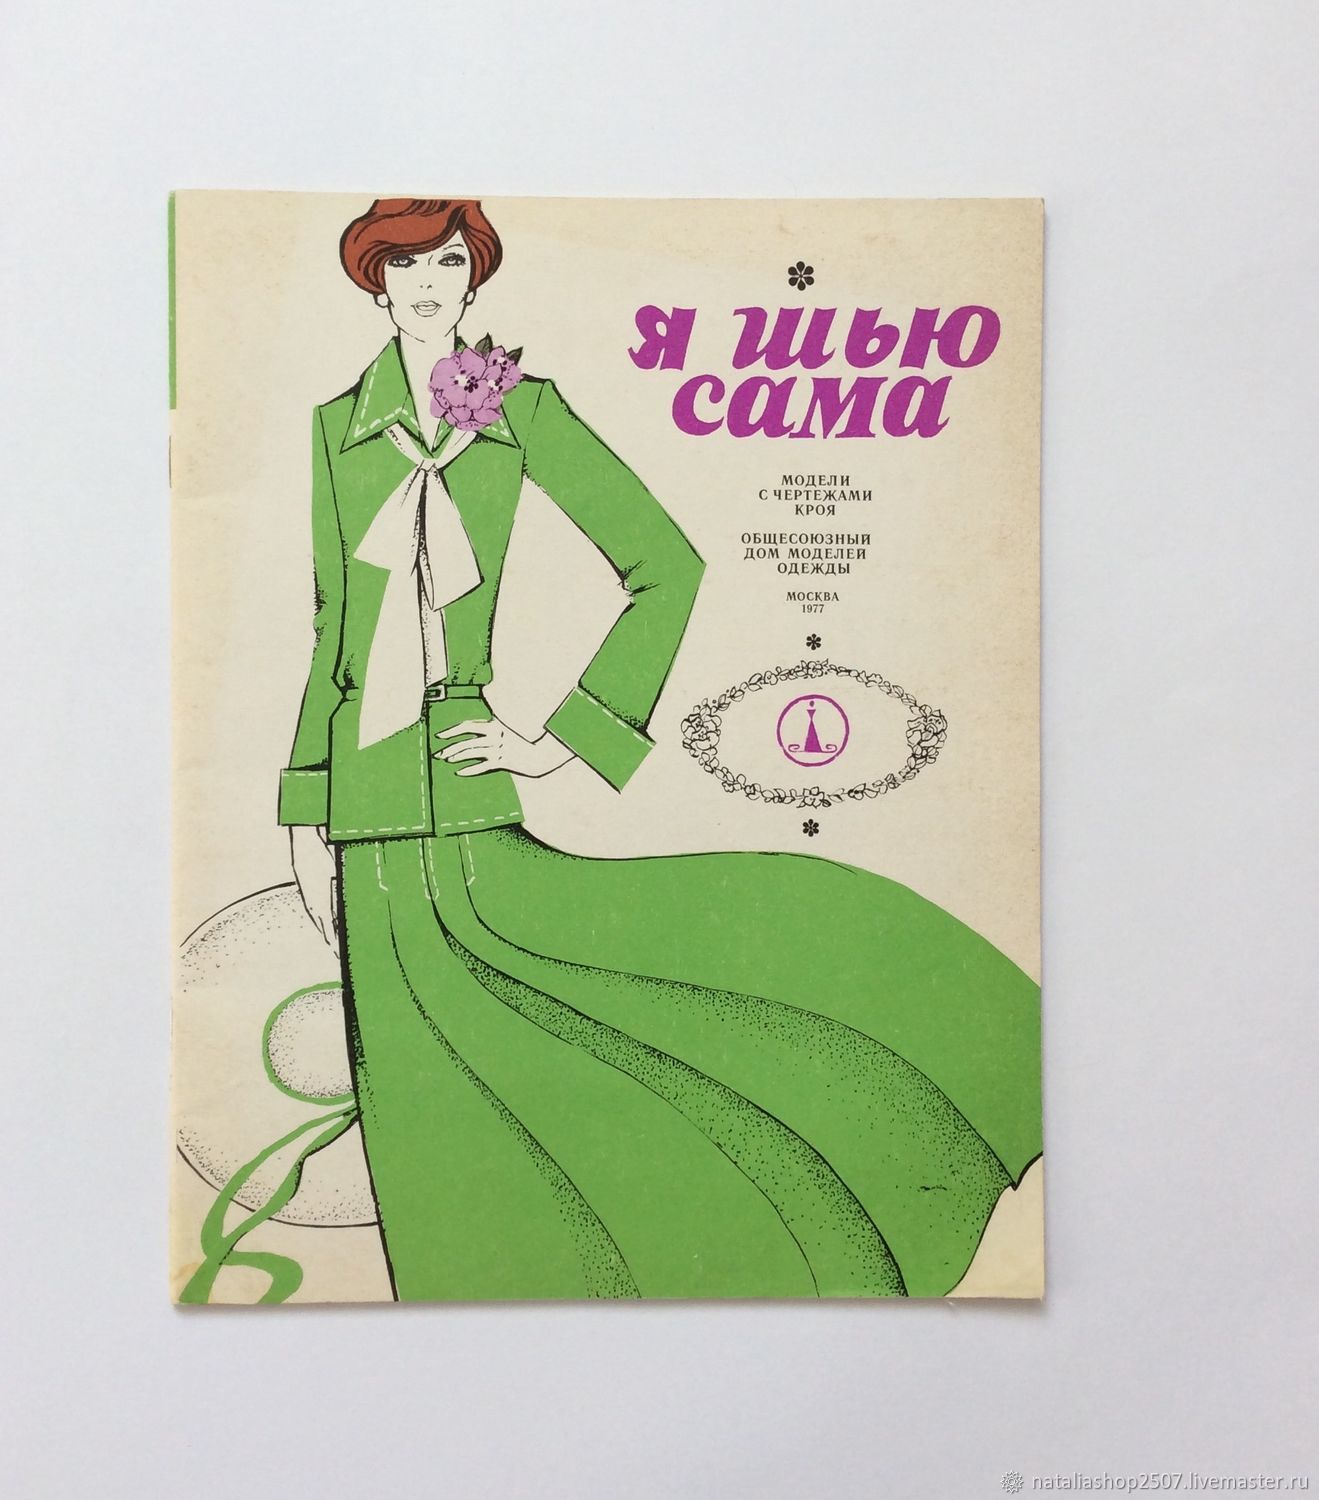 Я ШЬЮ
САМА
МОДЕЛИ
С ЧЕРТЕЖАМИ
КРОЯ
ОБЩЕСОЮЗНЫЙ
ДОМ МОДЕЛЕЙ
ОДЕЖДЫ
МОСКВА
1977
nataliashop2507.livemaster.ru